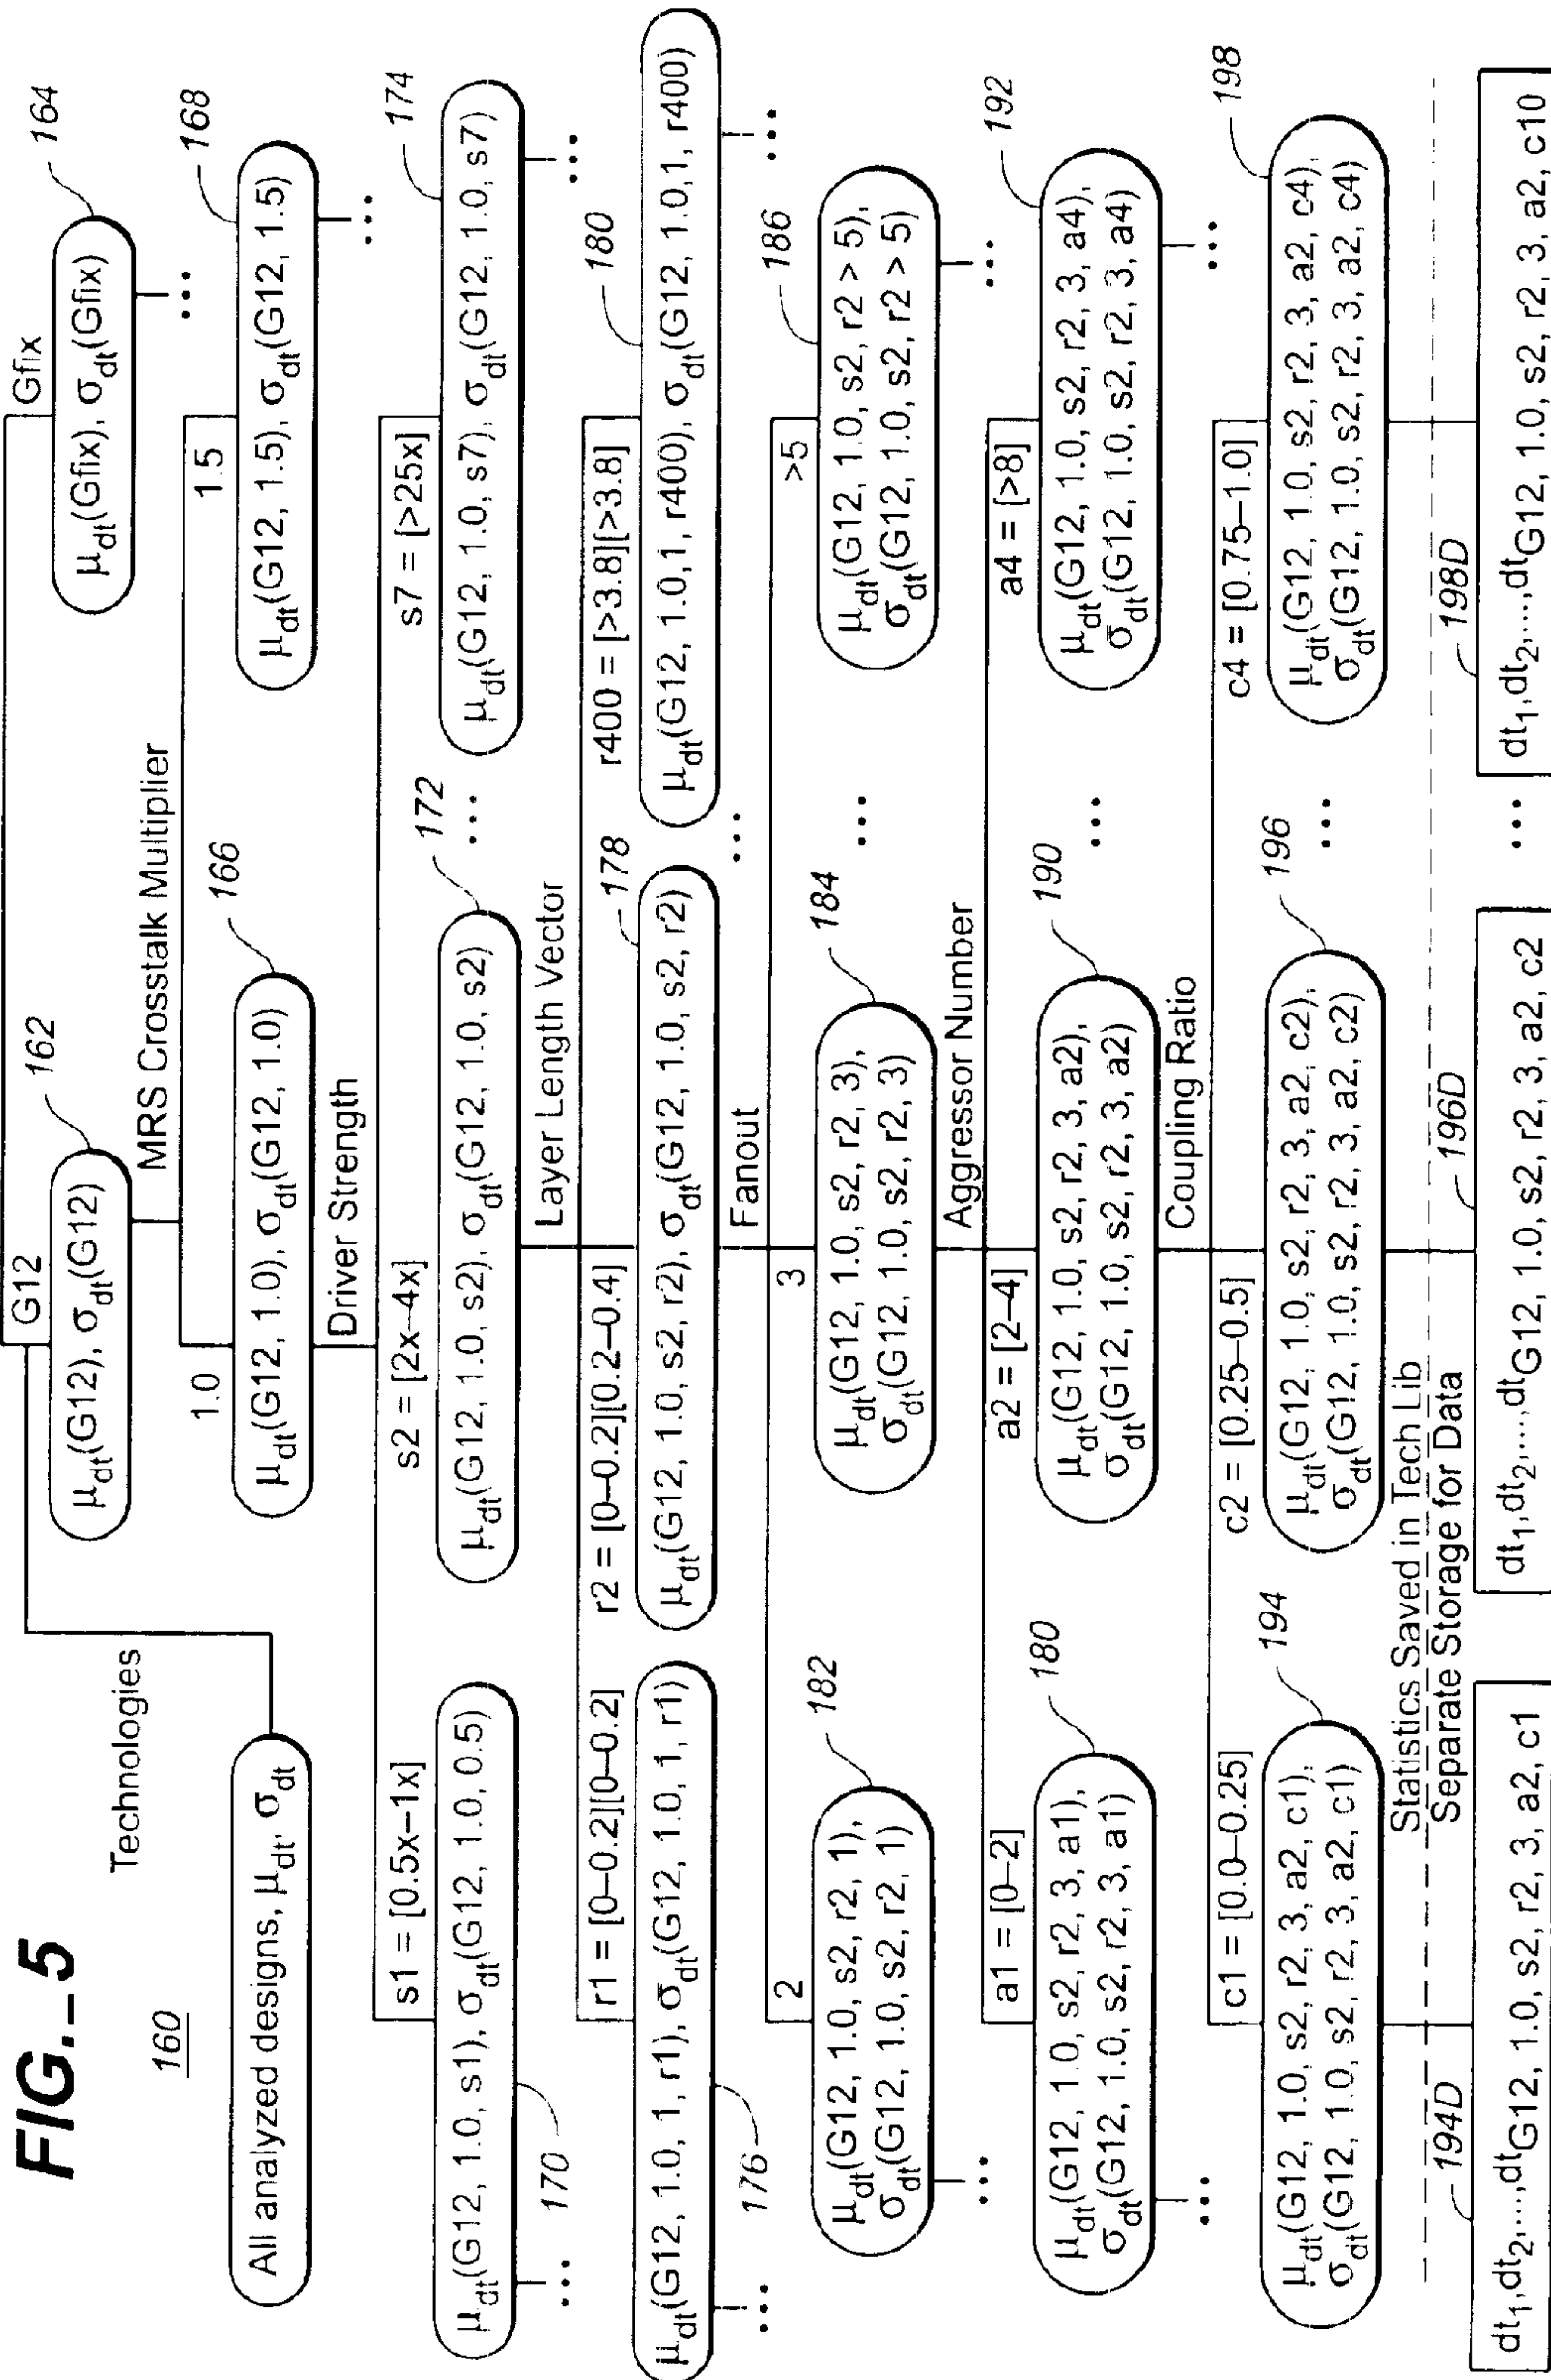 FIG._5
160
Technologies
All analyzed designs, μdt, σdt
G12
162
μdt(G12), σdt(G12)
Gfix
164
μdt(Gfix), σdt(Gfix)
...
MRS Crosstalk Multiplier
1.0
166
μdt(G12, 1.0), σdt(G12, 1.0)
1.5
168
μdt(G12, 1.5), σdt(G12, 1.5)
...
Driver Strength
s1 = [0.5x–1x]
μdt(G12, 1.0, s1), σdt(G12, 1.0, 0.5)
170
...
s2 = [2x–4x]
172
μdt(G12, 1.0, s2), σdt(G12, 1.0, s2)
...
s7 = [>25x]
174
μdt(G12, 1.0, s7), σdt(G12, 1.0, s7)
...
Layer Length Vector
r1 = [0–0.2][0–0.2]
μdt(G12, 1.0, 1, r1), σdt(G12, 1.0, 1, r1)
176
...
r2 = [0–0.2][0.2–0.4]
178
μdt(G12, 1.0, s2, r2), σdt(G12, 1.0, s2, r2)
...
r400 = [>3.8][>3.8]
180
μdt(G12, 1.0, 1, r400), σdt(G12, 1.0, 1, r400)
...
Fanout
2
182
μdt(G12, 1.0, s2, r2, 1),
σdt(G12, 1.0, s2, r2, 1)
...
3
184
μdt(G12, 1.0, s2, r2, 3),
σdt(G12, 1.0, s2, r2, 3)
...
>5
186
μdt(G12, 1.0, s2, r2 > 5),
σdt(G12, 1.0, s2, r2 > 5)
...
Aggressor Number
a1 = [0–2]
180
μdt(G12, 1.0, s2, r2, 3, a1),
σdt(G12, 1.0, s2, r2, 3, a1)
...
a2 = [2–4]
190
μdt(G12, 1.0, s2, r2, 3, a2),
σdt(G12, 1.0, s2, r2, 3, a2)
...
a4 = [>8]
192
μdt(G12, 1.0, s2, r2, 3, a4),
σdt(G12, 1.0, s2, r2, 3, a4)
...
Coupling Ratio
c1 = [0.0–0.25]
194
μdt(G12, 1.0, s2, r2, 3, a2, c1),
σdt(G12, 1.0, s2, r2, 3, a2, c1)
c2 = [0.25–0.5]
196
μdt(G12, 1.0, s2, r2, 3, a2, c2),
σdt(G12, 1.0, s2, r2, 3, a2, c2)
...
c4 = [0.75–1.0]
198
μdt(G12, 1.0, s2, r2, 3, a2, c4),
σdt(G12, 1.0, s2, r2, 3, a2, c4)
Statistics Saved in Tech Lib
Separate Storage for Data
194D
dt1,dt2,...,dtG12, 1.0, s2, r2, 3, a2, c1
196D
dt1,dt2,...,dtG12, 1.0, s2, r2, 3, a2, c2
...
198D
dt1,dt2,...,dtG12, 1.0, s2, r2, 3, a2, c10